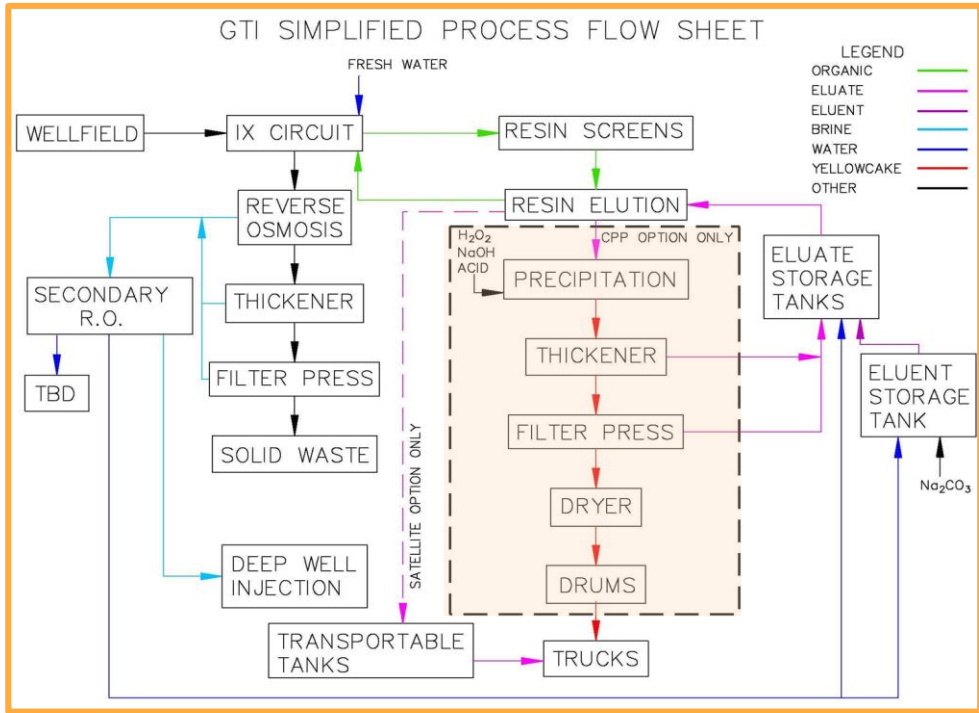 GTI SIMPLIFIED PROCESS FLOW SHEET
LEGEND
ORGANIC
ELUATE
ELUENT
BRINE
WATER
YELLOWCAKE
OTHER
FRESH WATER
WELLFIELD
IX CIRCUIT
RESIN SCREENS
REVERSE
OSMOSIS
RESIN ELUTION
H₂O₂
NaOH
ACID
CPP OPTION ONLY
PRECIPITATION
ELUATE
STORAGE
TANKS
SECONDARY
R.O.
THICKENER
THICKENER
TBD
FILTER PRESS
FILTER PRESS
ELUENT
STORAGE
TANK
SOLID WASTE
Na₂CO₃
SATELLITE OPTION ONLY
DRYER
DEEP WELL
INJECTION
DRUMS
TRANSPORTABLE
TANKS
TRUCKS